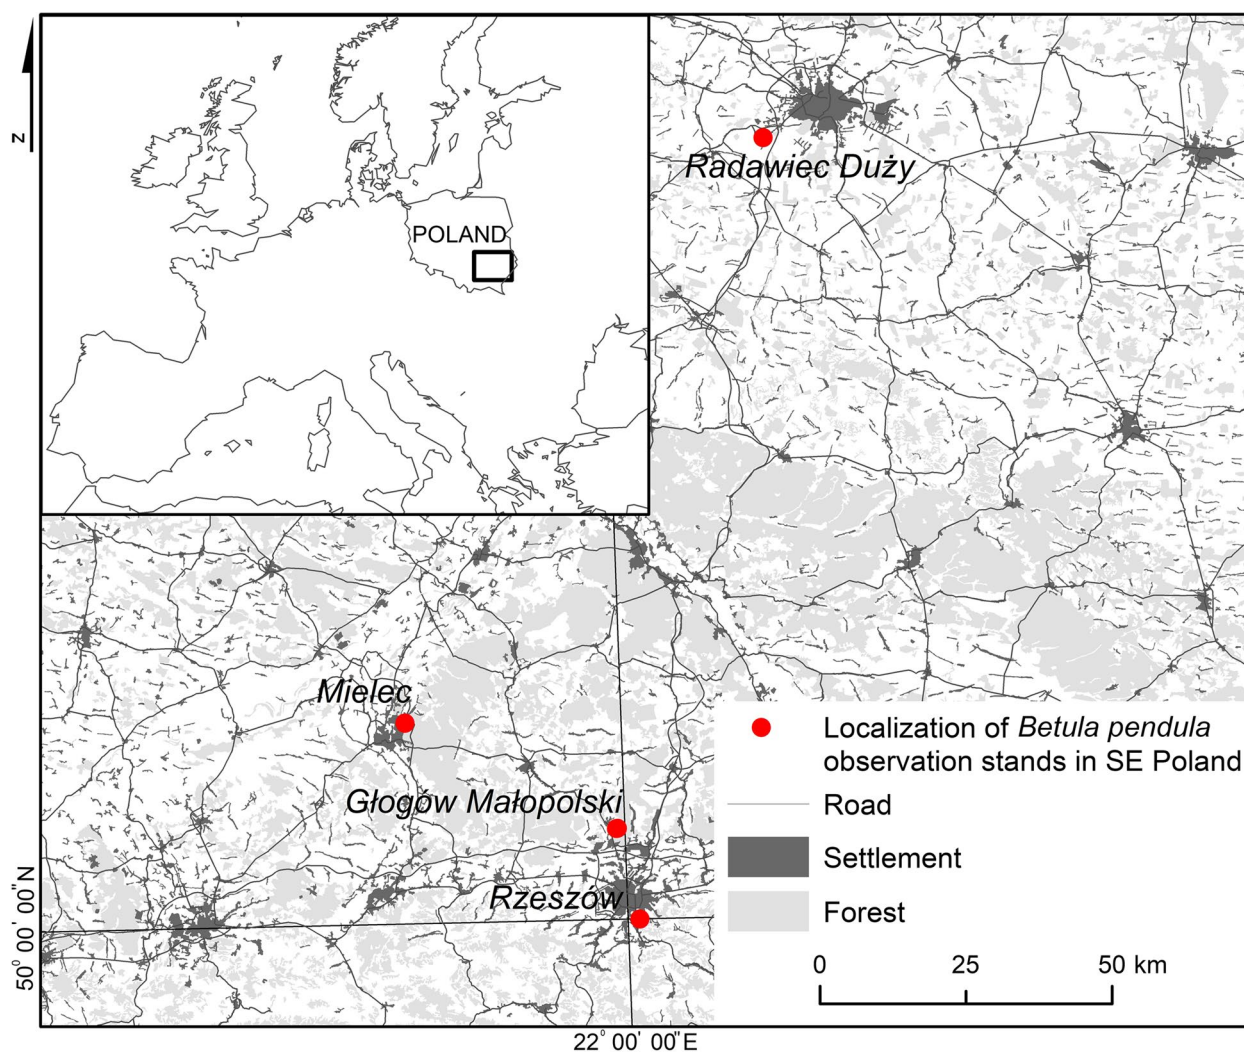 N
POLAND
Radawiec Duży
Mielec
Głogów Małopolski
Rzeszów
Localization of Betula pendula
observation stands in SE Poland
Road
Settlement
Forest
0 25 50 km
50° 00' 00" N
22° 00' 00" E